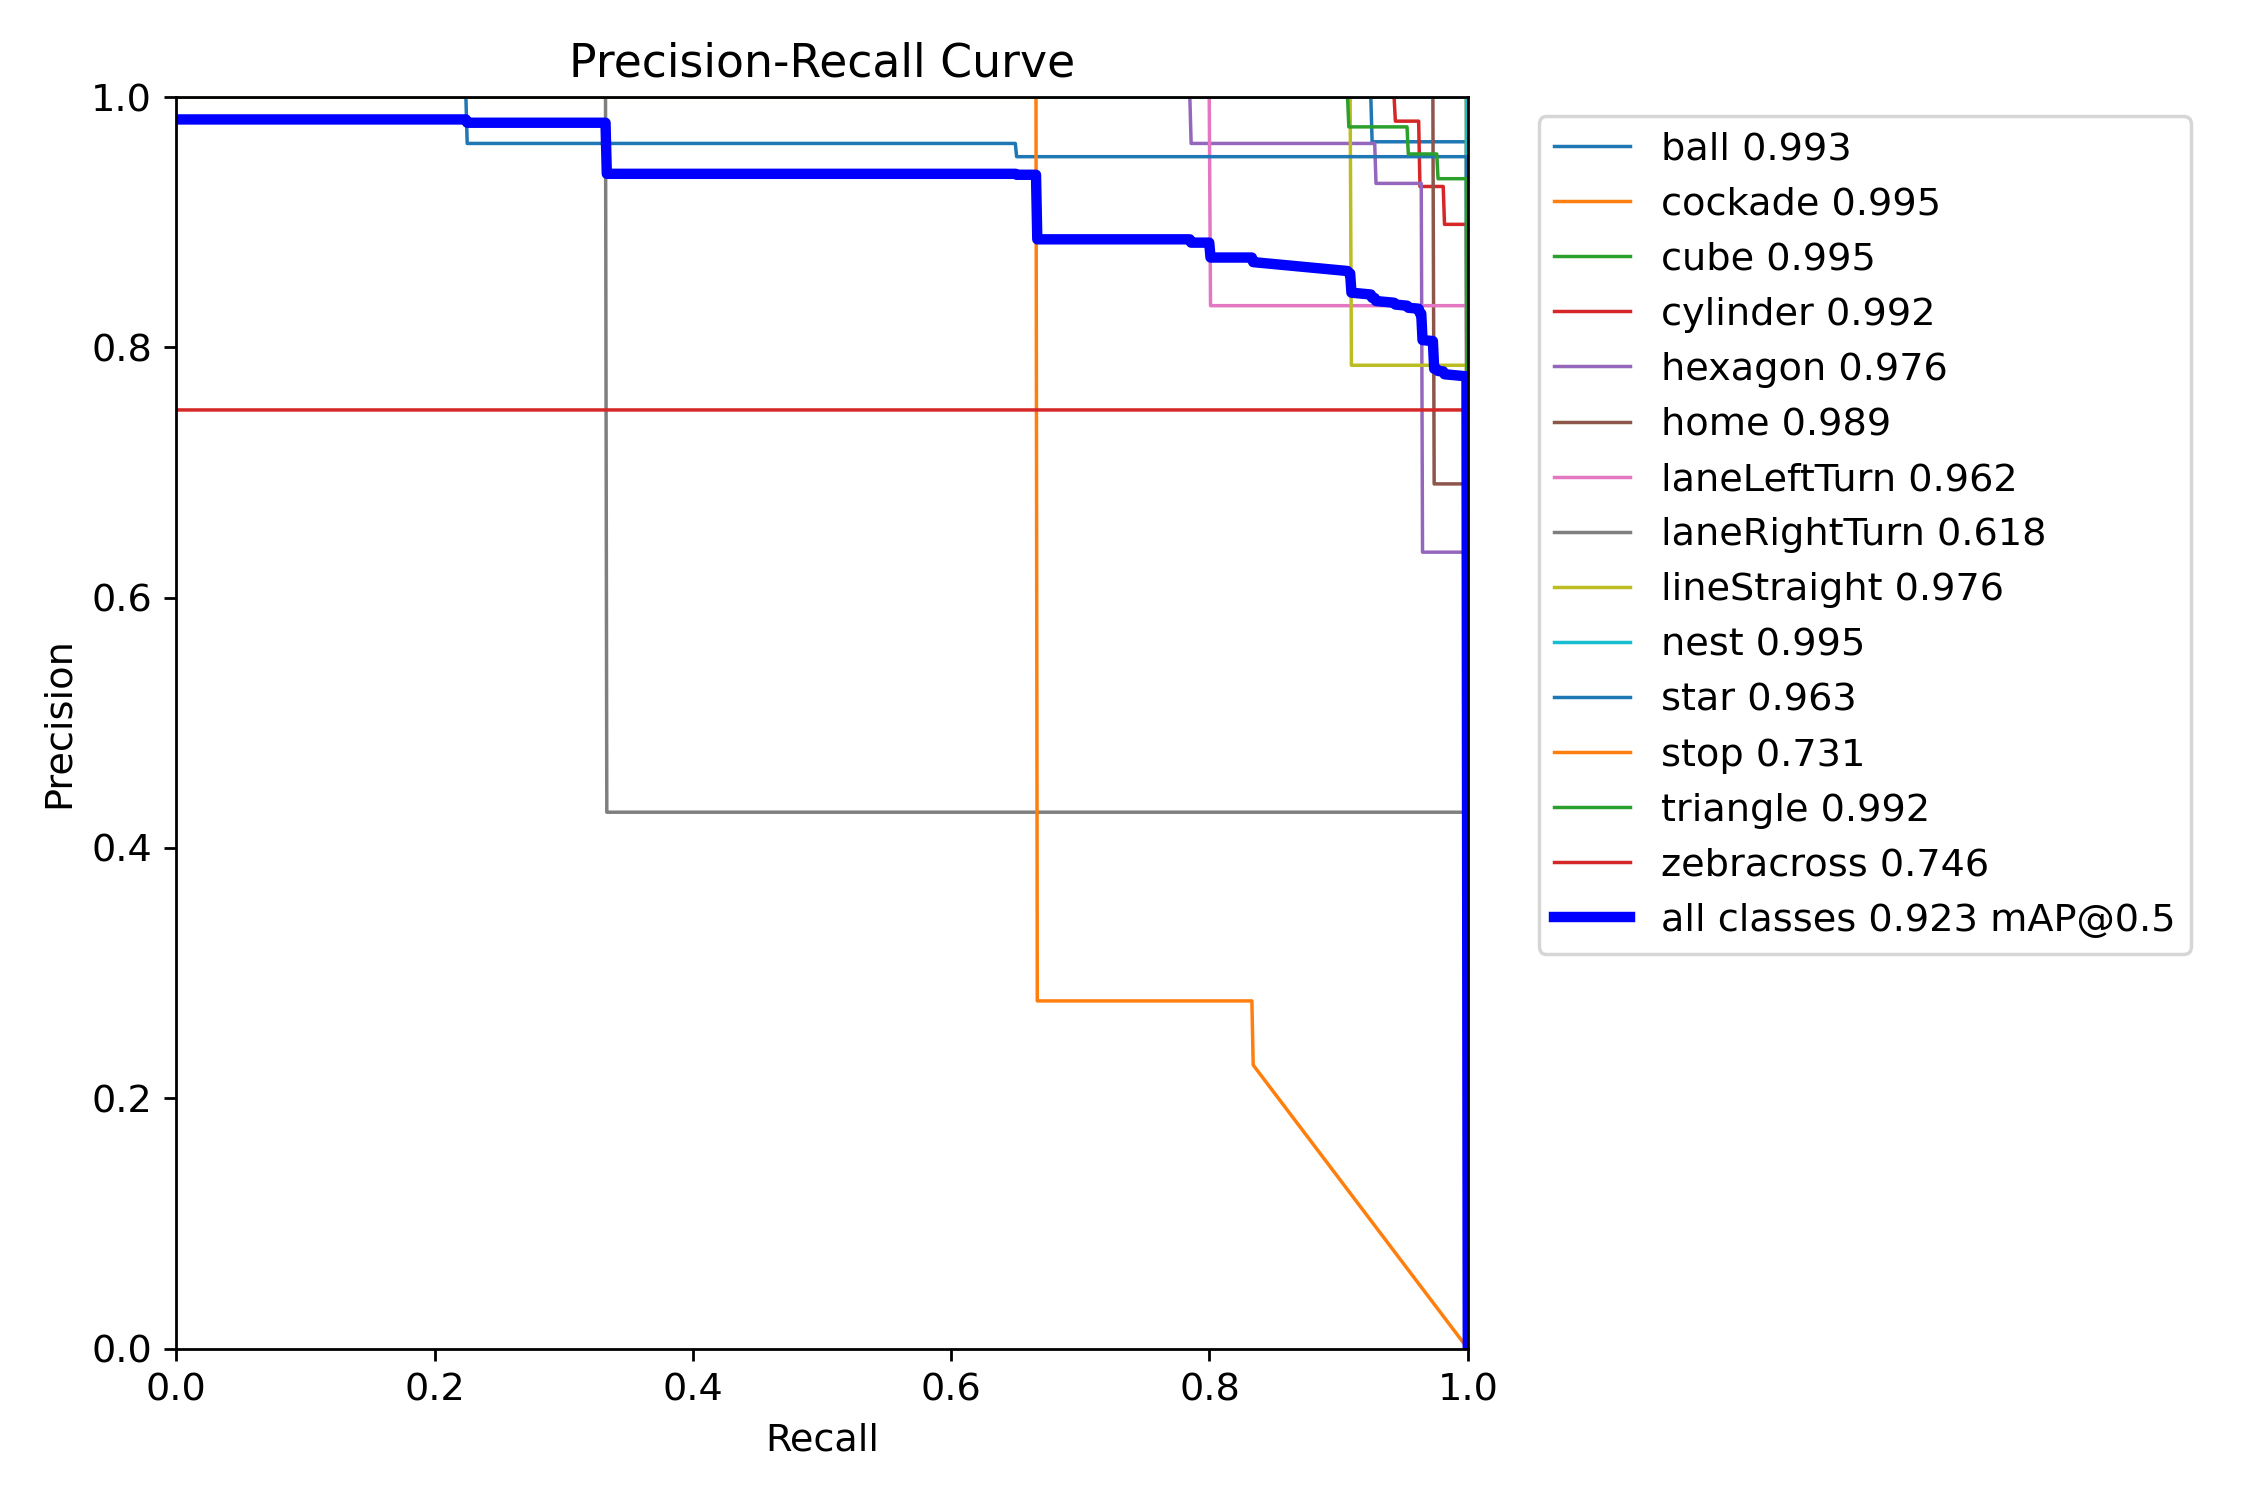 Precision-Recall Curve
1.0
0.8
0.6
0.4
0.2
0.0
Precision
0.0 0.2 0.4 0.6 0.8 1.0
Recall
ball 0.993
cockade 0.995
cube 0.995
cylinder 0.992
hexagon 0.976
home 0.989
laneLeftTurn 0.962
laneRightTurn 0.618
lineStraight 0.976
nest 0.995
star 0.963
stop 0.731
triangle 0.992
zebracross 0.746
all classes 0.923 mAP@0.5